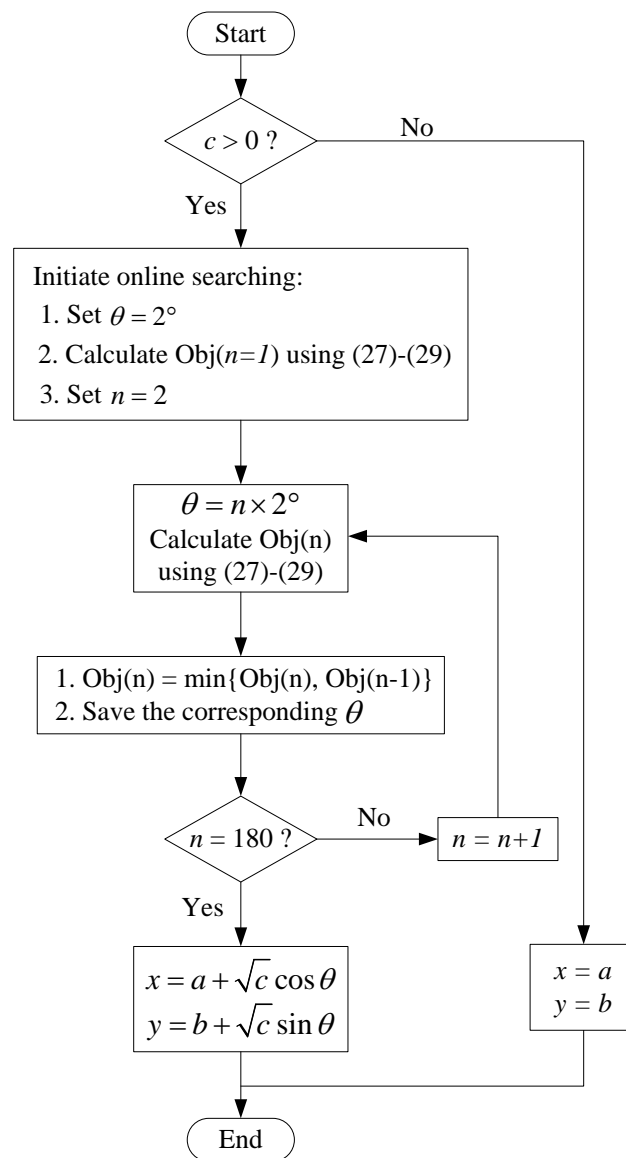 Start
c > 0 ?
No
Yes
Initiate online searching:
1. Set θ = 2°
2. Calculate Obj(n=1) using (27)-(29)
3. Set n = 2
θ = n × 2°
Calculate Obj(n)
using (27)-(29)
1. Obj(n) = min{Obj(n), Obj(n-1)}
2. Save the corresponding θ
n = 180 ?
No
n = n+1
Yes
x = a + √c cos θ
y = b + √c sin θ
x = a
y = b
End